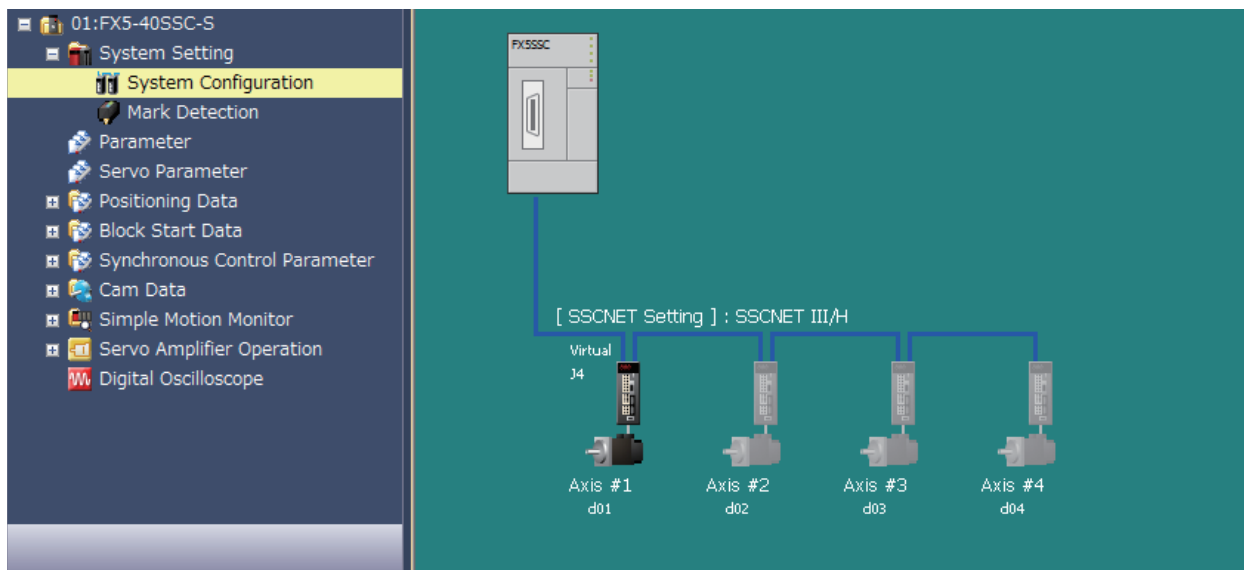 01:FX5-40SSC-S
System Setting
System Configuration
Mark Detection
Parameter
Servo Parameter
Positioning Data
Block Start Data
Synchronous Control Parameter
Cam Data
Simple Motion Monitor
Servo Amplifier Operation
Digital Oscilloscope
FX5SSC
[ SSCNET Setting ] : SSCNET III/H
Virtual
J4
Axis #1
Axis #2
Axis #3
Axis #4
d01
d02
d03
d04